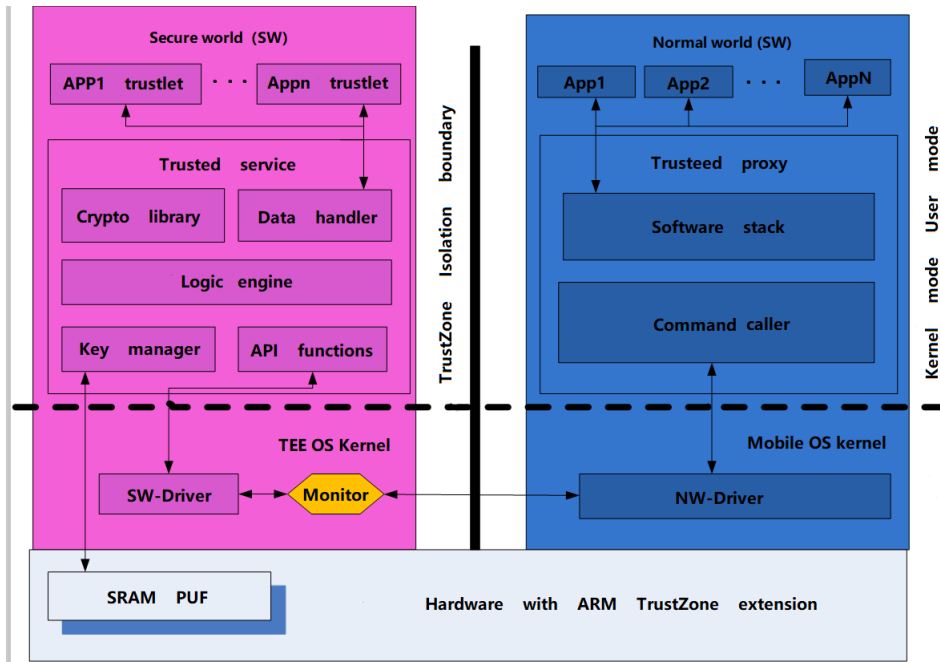 Secure world (SW)
APP1 trustlet
· · ·
Appn trustlet
Trusted service
Crypto library
Data handler
Logic engine
Key manager
API functions
TEE OS Kernel
SW-Driver
Monitor
TrustZone Isolation boundary
Normal world (SW)
App1
App2
· · ·
AppN
Trusteed proxy
Software stack
Command caller
Mobile OS kernel
NW-Driver
Kernel mode User mode
SRAM PUF
Hardware with ARM TrustZone extension